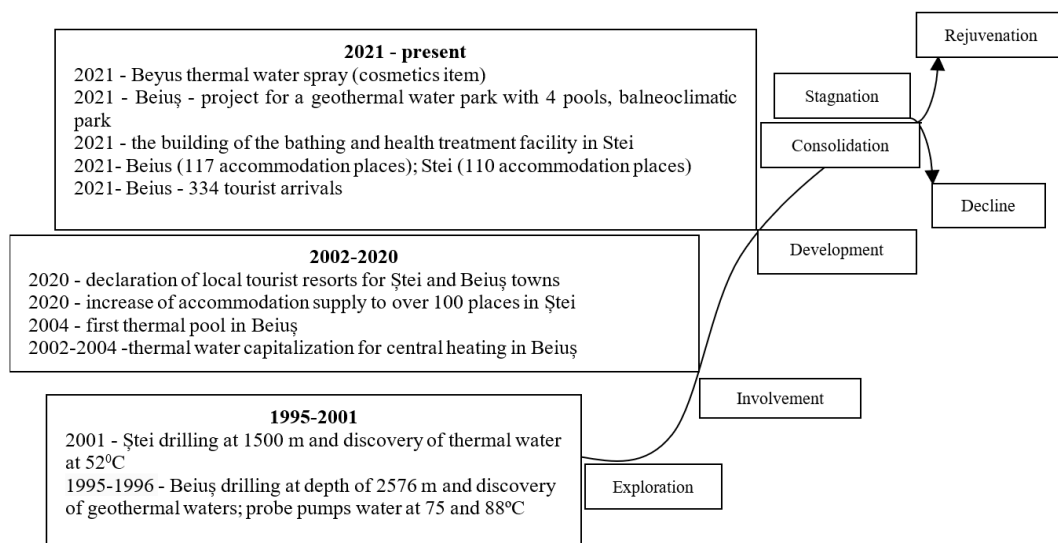 2021 - present
2021 - Beyus thermal water spray (cosmetics item)
2021 - Beiuș - project for a geothermal water park with 4 pools, balneoclimatic
park
2021 - the building of the bathing and health treatment facility in Stei
2021- Beius (117 accommodation places); Stei (110 accommodation places)
2021- Beius - 334 tourist arrivals
Rejuvenation
Stagnation
Consolidation
Decline
Development
2002-2020
2020 - declaration of local tourist resorts for Ștei and Beiuș towns
2020 - increase of accommodation supply to over 100 places in Ștei
2004 - first thermal pool in Beiuș
2002-2004 -thermal water capitalization for central heating in Beiuș
Involvement
1995-2001
2001 - Ștei drilling at 1500 m and discovery of thermal water
at 52⁰C
1995-1996 - Beiuș drilling at depth of 2576 m and discovery
of geothermal waters; probe pumps water at 75 and 88ºC
Exploration